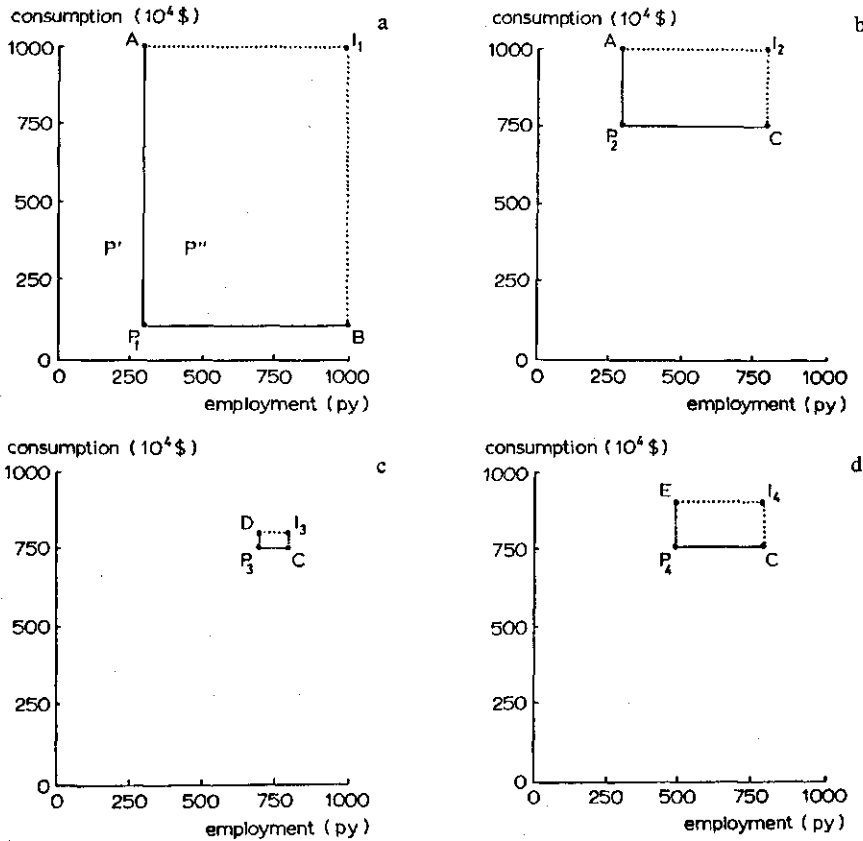 consumption (10⁴$)
a
A
I₁
1000
750
500
P' P''
250
P₁
B
0
0 250 500 750 1000
employment (py)
consumption (10⁴$)
b
A
I₂
1000
750
P₂
C
500
250
0
0 250 500 750 1000
employment (py)
consumption (10⁴$)
c
1000
D
I₃
750
P₃
C
500
250
0
0 250 500 750 1000
employment (py)
consumption (10⁴$)
d
1000
E
I₄
750
P₄
C
500
250
0
0 250 500 750 1000
employment (py)